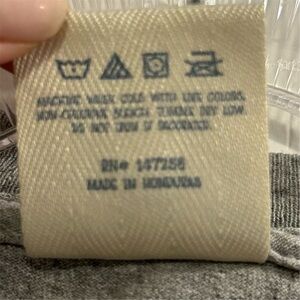 MACHINE WASH COLD WITH LIKE COLORS.
NON-CHLORINE BLEACH. TUMBLE DRY LOW.
DO NOT IRON IF DECORATED.
RN# 147256
MADE IN HONDURAS